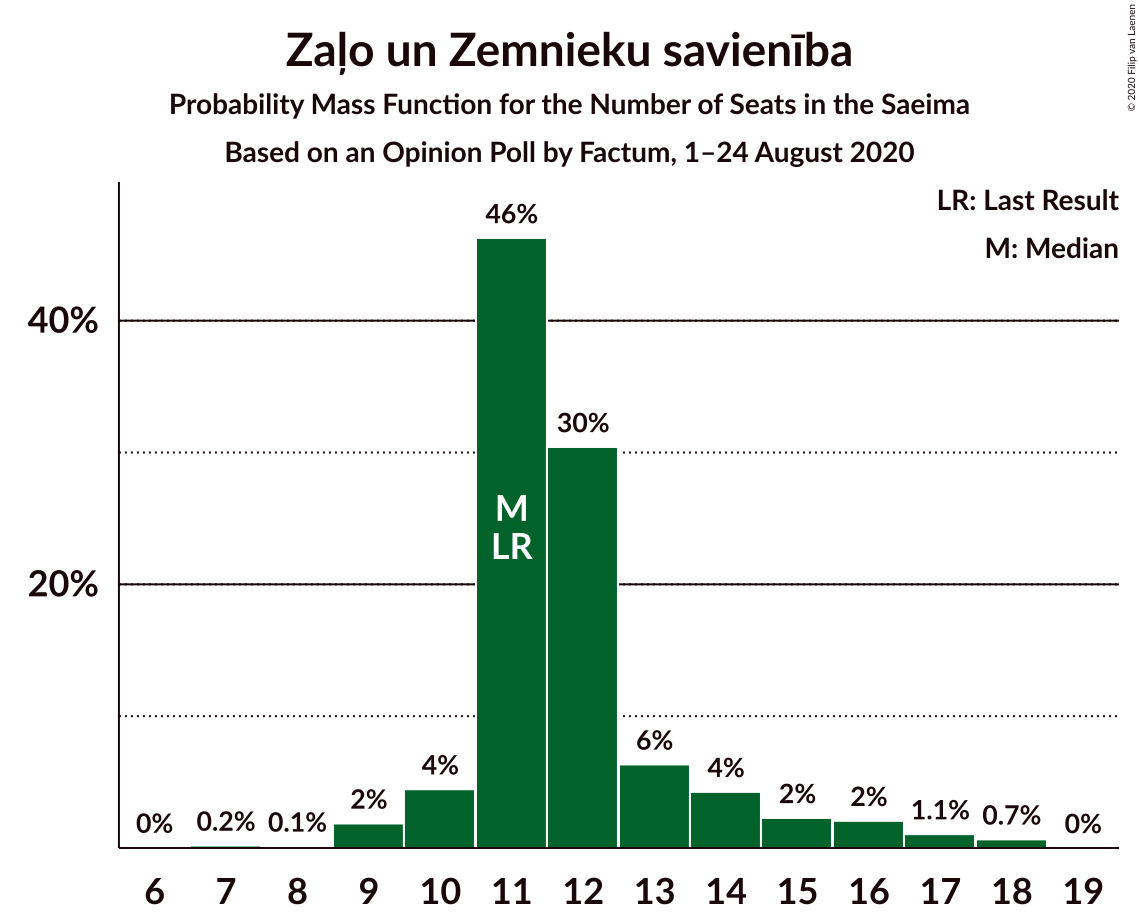 Zaļo un Zemnieku savienība
Probability Mass Function for the Number of Seats in the Saeima
Based on an Opinion Poll by Factum, 1–24 August 2020
© 2020 Filip van Laenen
LR: Last Result
M: Median
40%
20%
0%
0.2%
0.1%
2%
4%
46%
30%
6%
4%
2%
2%
1.1%
0.7%
0%
M
LR
6 7 8 9 10 11 12 13 14 15 16 17 18 19